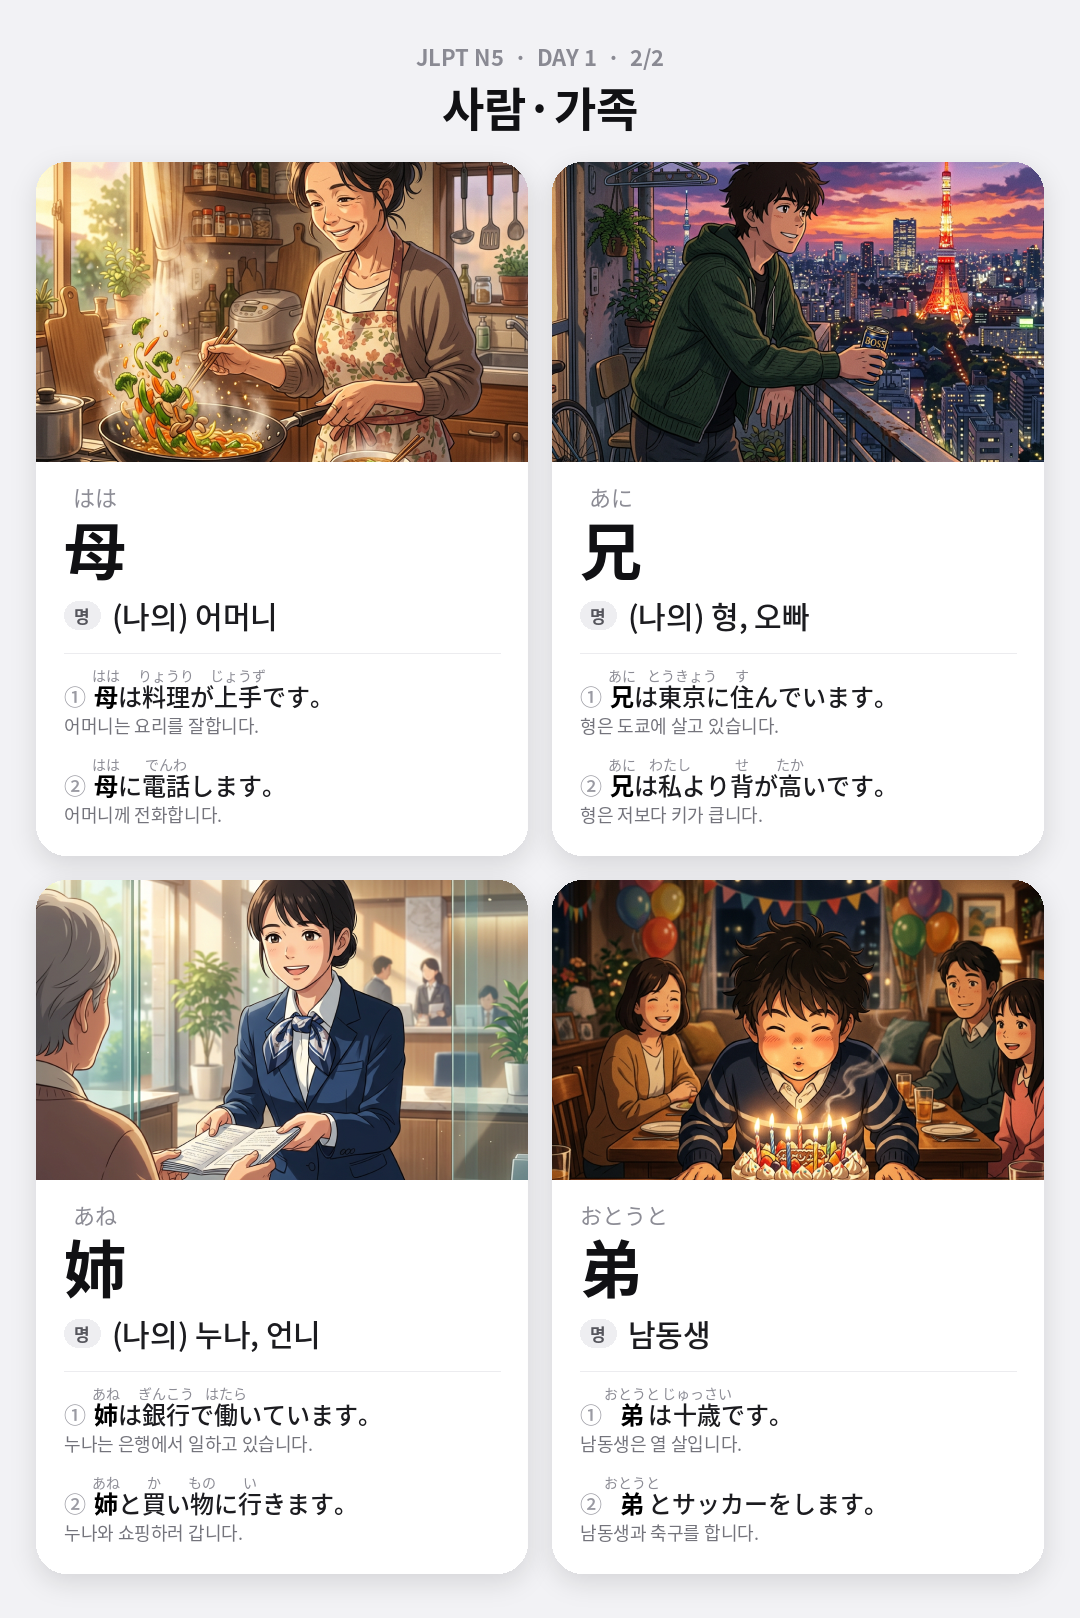 JLPT N5 · DAY 1 · 2/2
사람·가족
BOSS
はは
母
명 (나의) 어머니
はは りょうり じょうず
① 母は料理が上手です。
어머니는 요리를 잘합니다.
はは でんわ
② 母に電話します。
어머니께 전화합니다.
あに
兄
명 (나의) 형, 오빠
あに とうきょう す
① 兄は東京に住んでいます。
형은 도쿄에 살고 있습니다.
あに わたし せ たか
② 兄は私より背が高いです。
형은 저보다 키가 큽니다.
あね
姉
명 (나의) 누나, 언니
あね ぎんこう はたら
① 姉は銀行で働いています。
누나는 은행에서 일하고 있습니다.
あね か もの い
② 姉と買い物に行きます。
누나와 쇼핑하러 갑니다.
おとうと
弟
명 남동생
おとうと じゅっさい
① 弟は十歳です。
남동생은 열 살입니다.
おとうと
② 弟とサッカーをします。
남동생과 축구를 합니다.